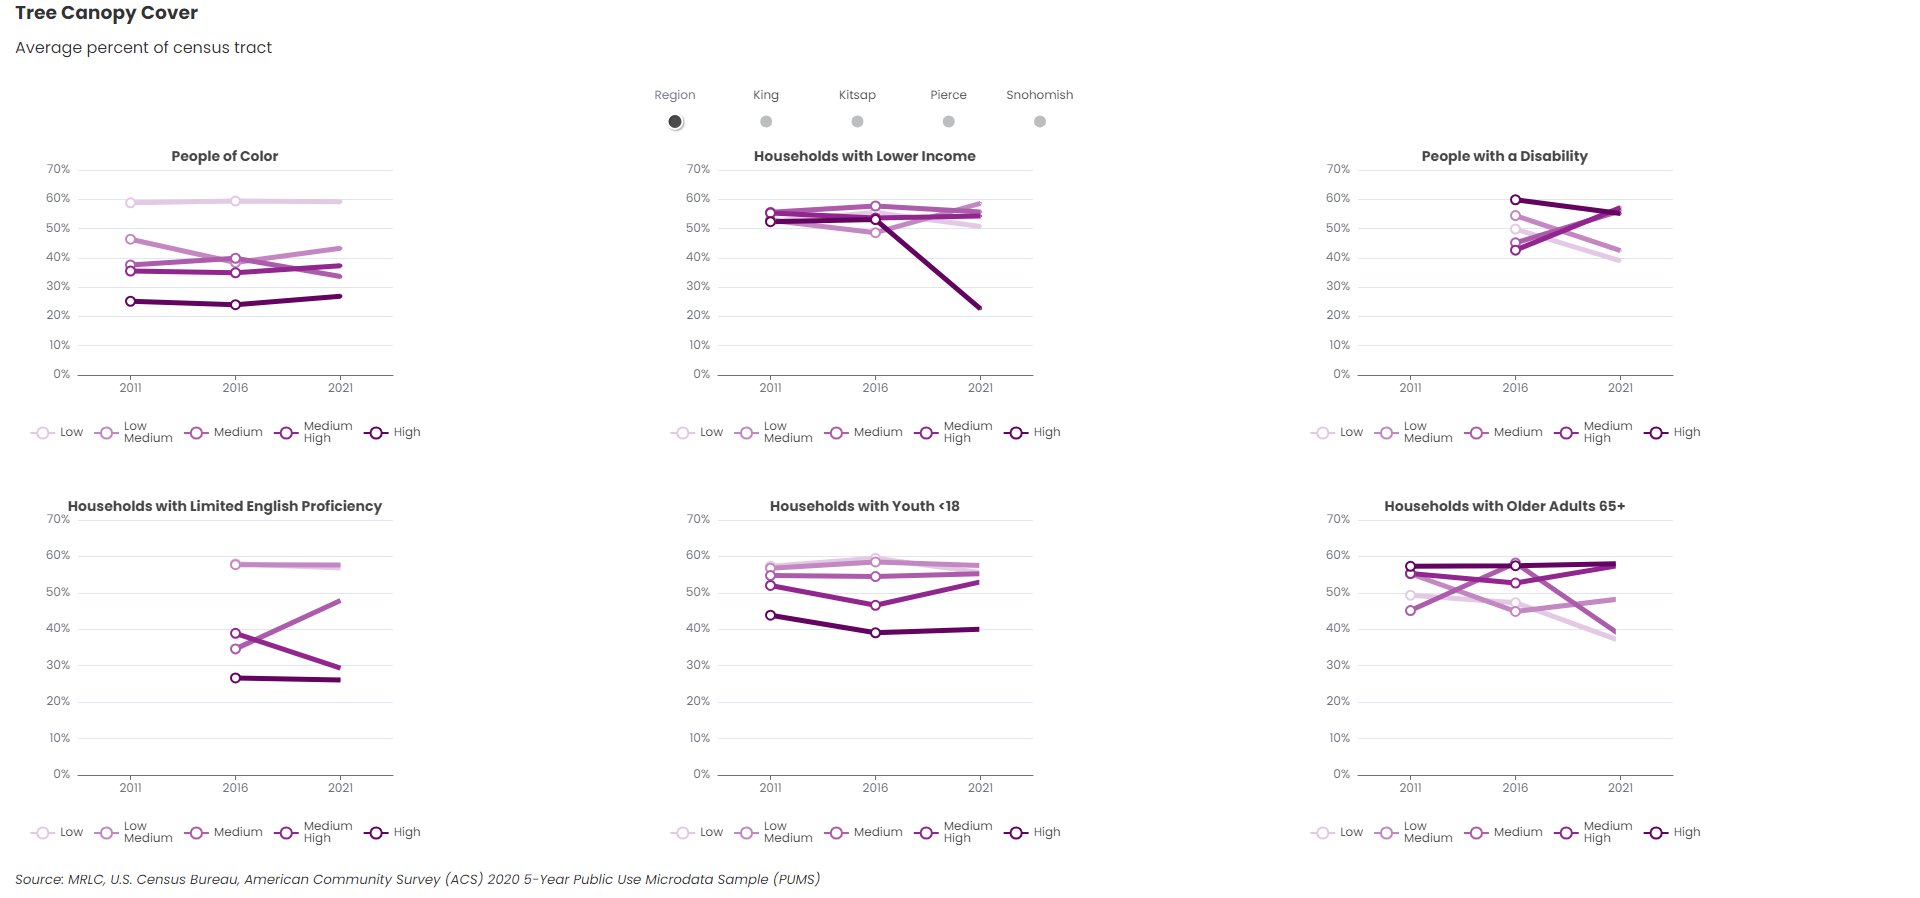 Tree Canopy Cover
Average percent of census tract
Region King Kitsap Pierce Snohomish
People of Color
70%
60%
50%
40%
30%
20%
10%
0%
2011 2016 2021
Low Low Medium Medium Medium High High
Households with Lower Income
70%
60%
50%
40%
30%
20%
10%
0%
2011 2016 2021
Low Low Medium Medium Medium High High
People with a Disability
70%
60%
50%
40%
30%
20%
10%
0%
2011 2016 2021
Low Low Medium Medium Medium High High
Households with Limited English Proficiency
70%
60%
50%
40%
30%
20%
10%
0%
2011 2016 2021
Low Low Medium Medium Medium High High
Households with Youth <18
70%
60%
50%
40%
30%
20%
10%
0%
2011 2016 2021
Low Low Medium Medium Medium High High
Households with Older Adults 65+
70%
60%
50%
40%
30%
20%
10%
0%
2011 2016 2021
Low Low Medium Medium Medium High High
Source: MRLC, U.S. Census Bureau, American Community Survey (ACS) 2020 5-Year Public Use Microdata Sample (PUMS)